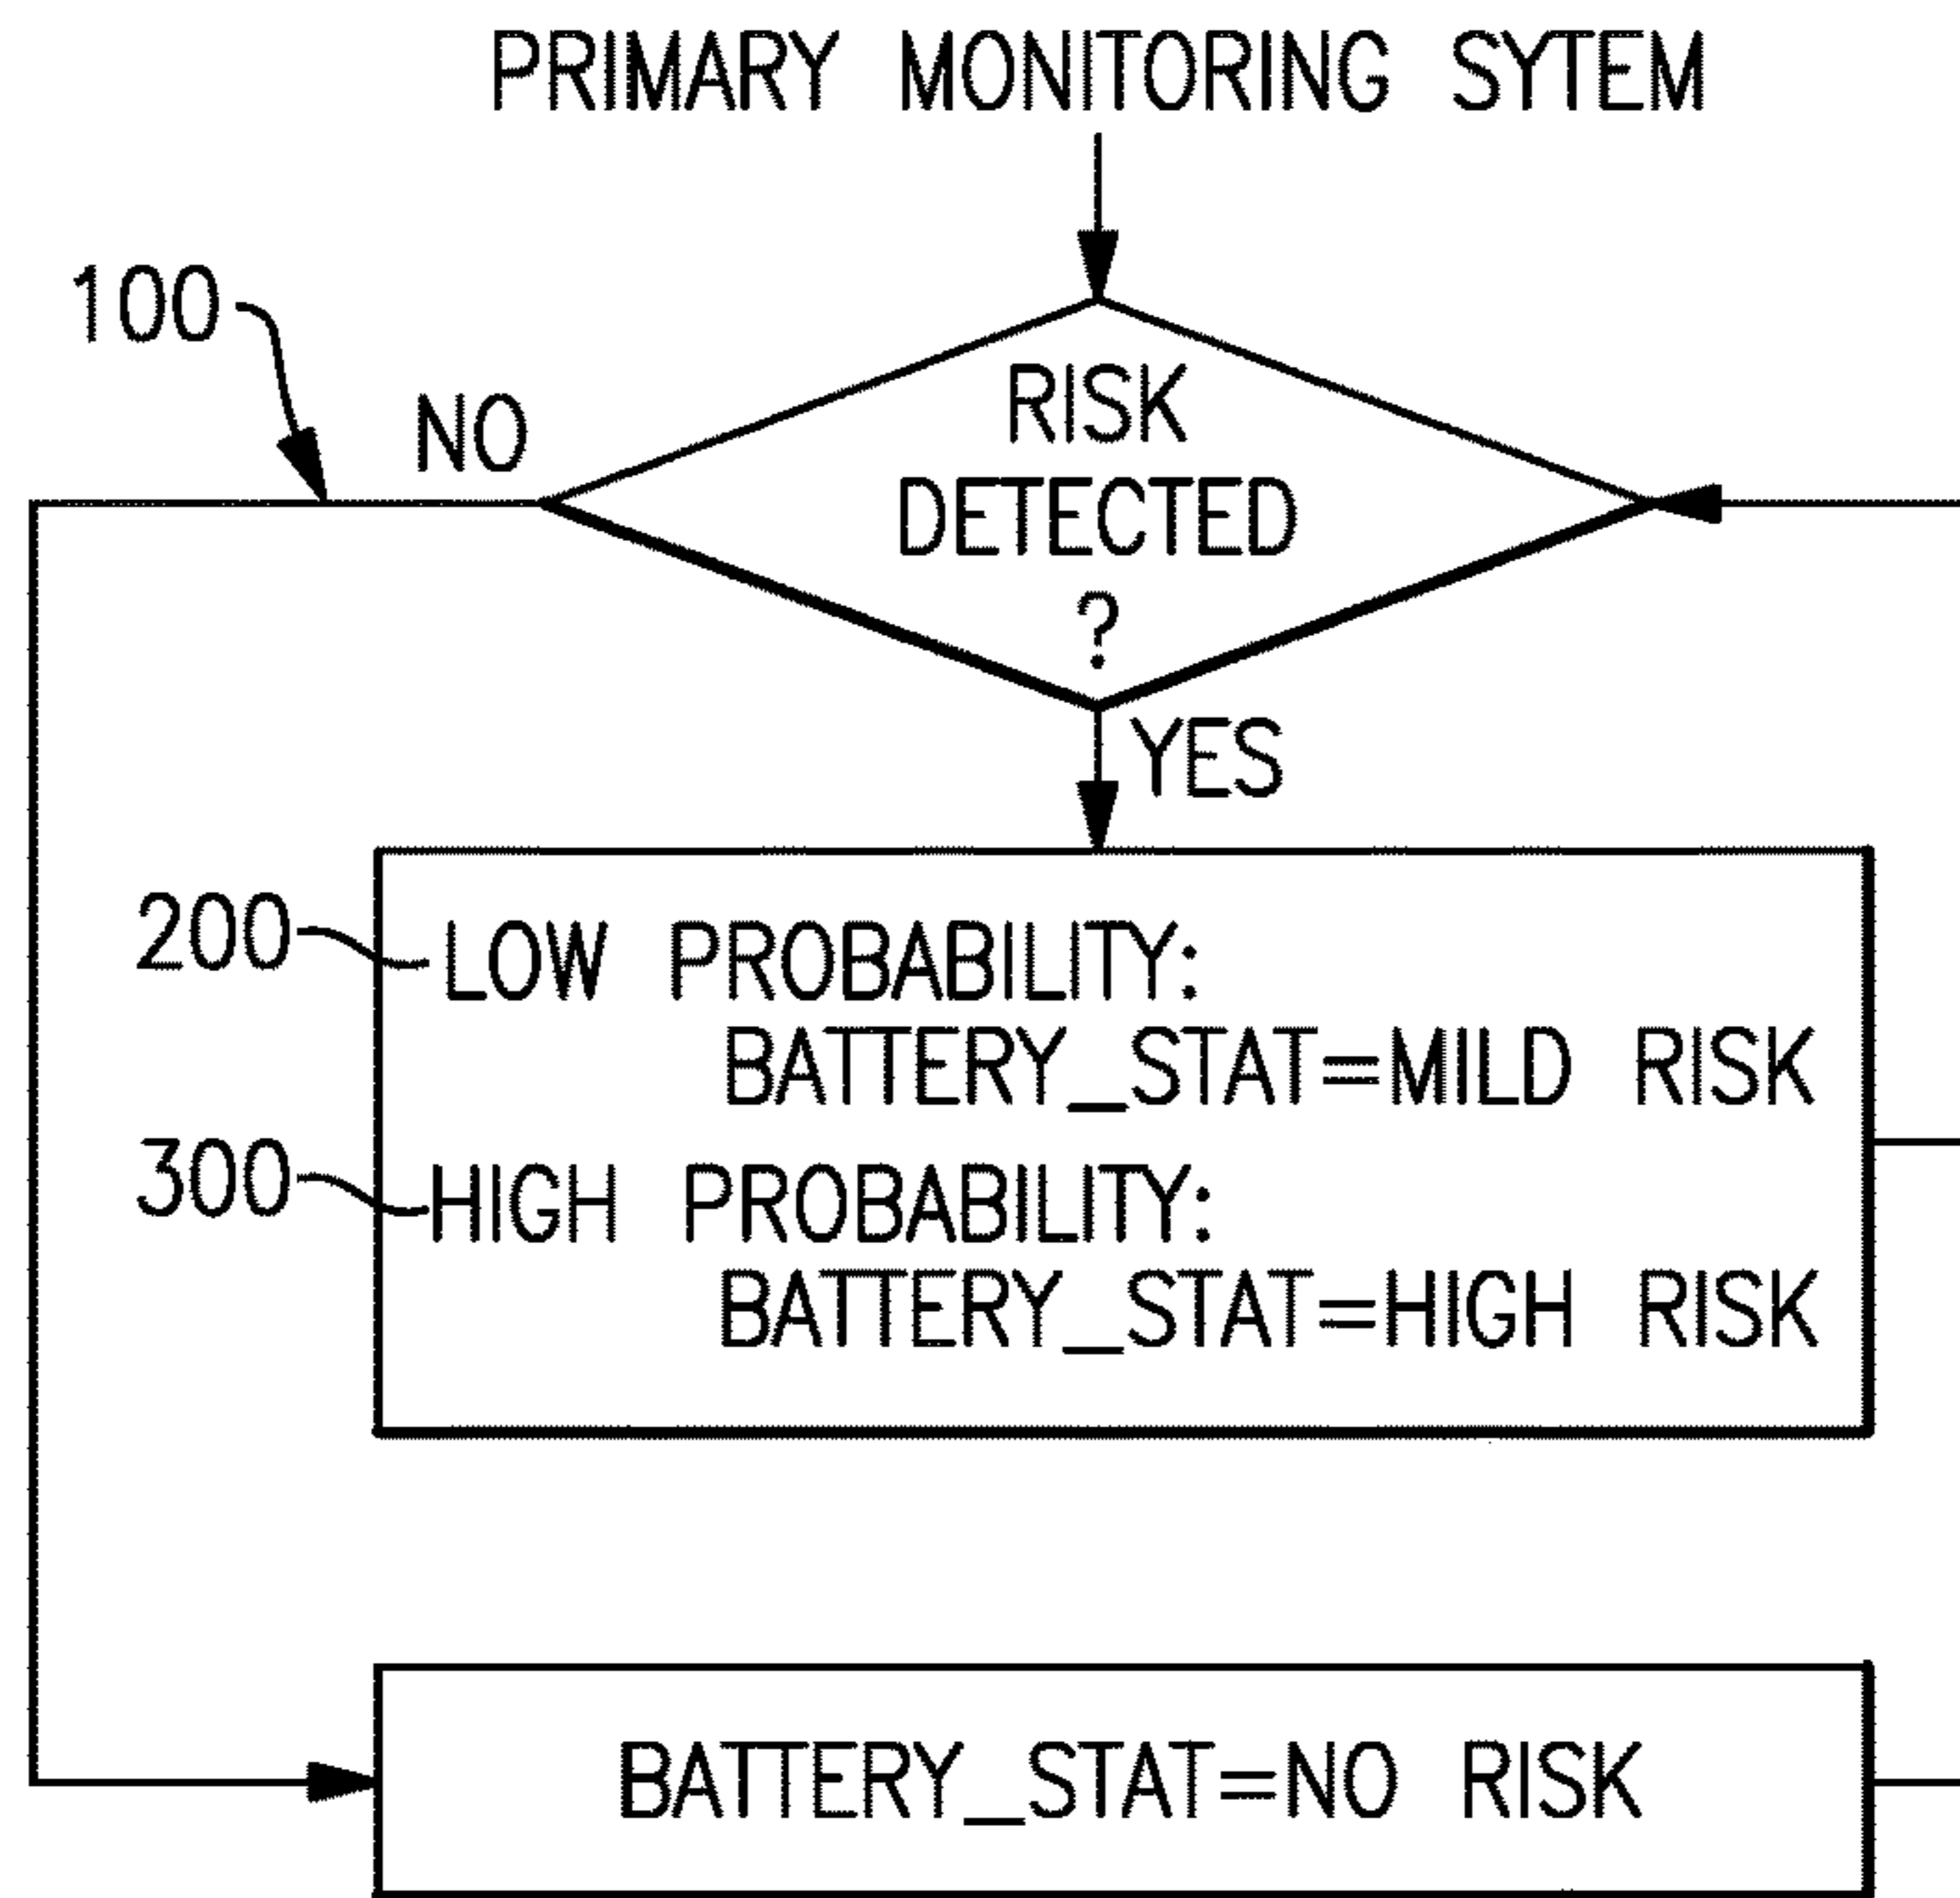 PRIMARY MONITORING SYTEM
100
NO
RISK
DETECTED
?
YES
200
LOW PROBABILITY:
BATTERY_STAT=MILD RISK
300
HIGH PROBABILITY:
BATTERY_STAT=HIGH RISK
BATTERY_STAT=NO RISK